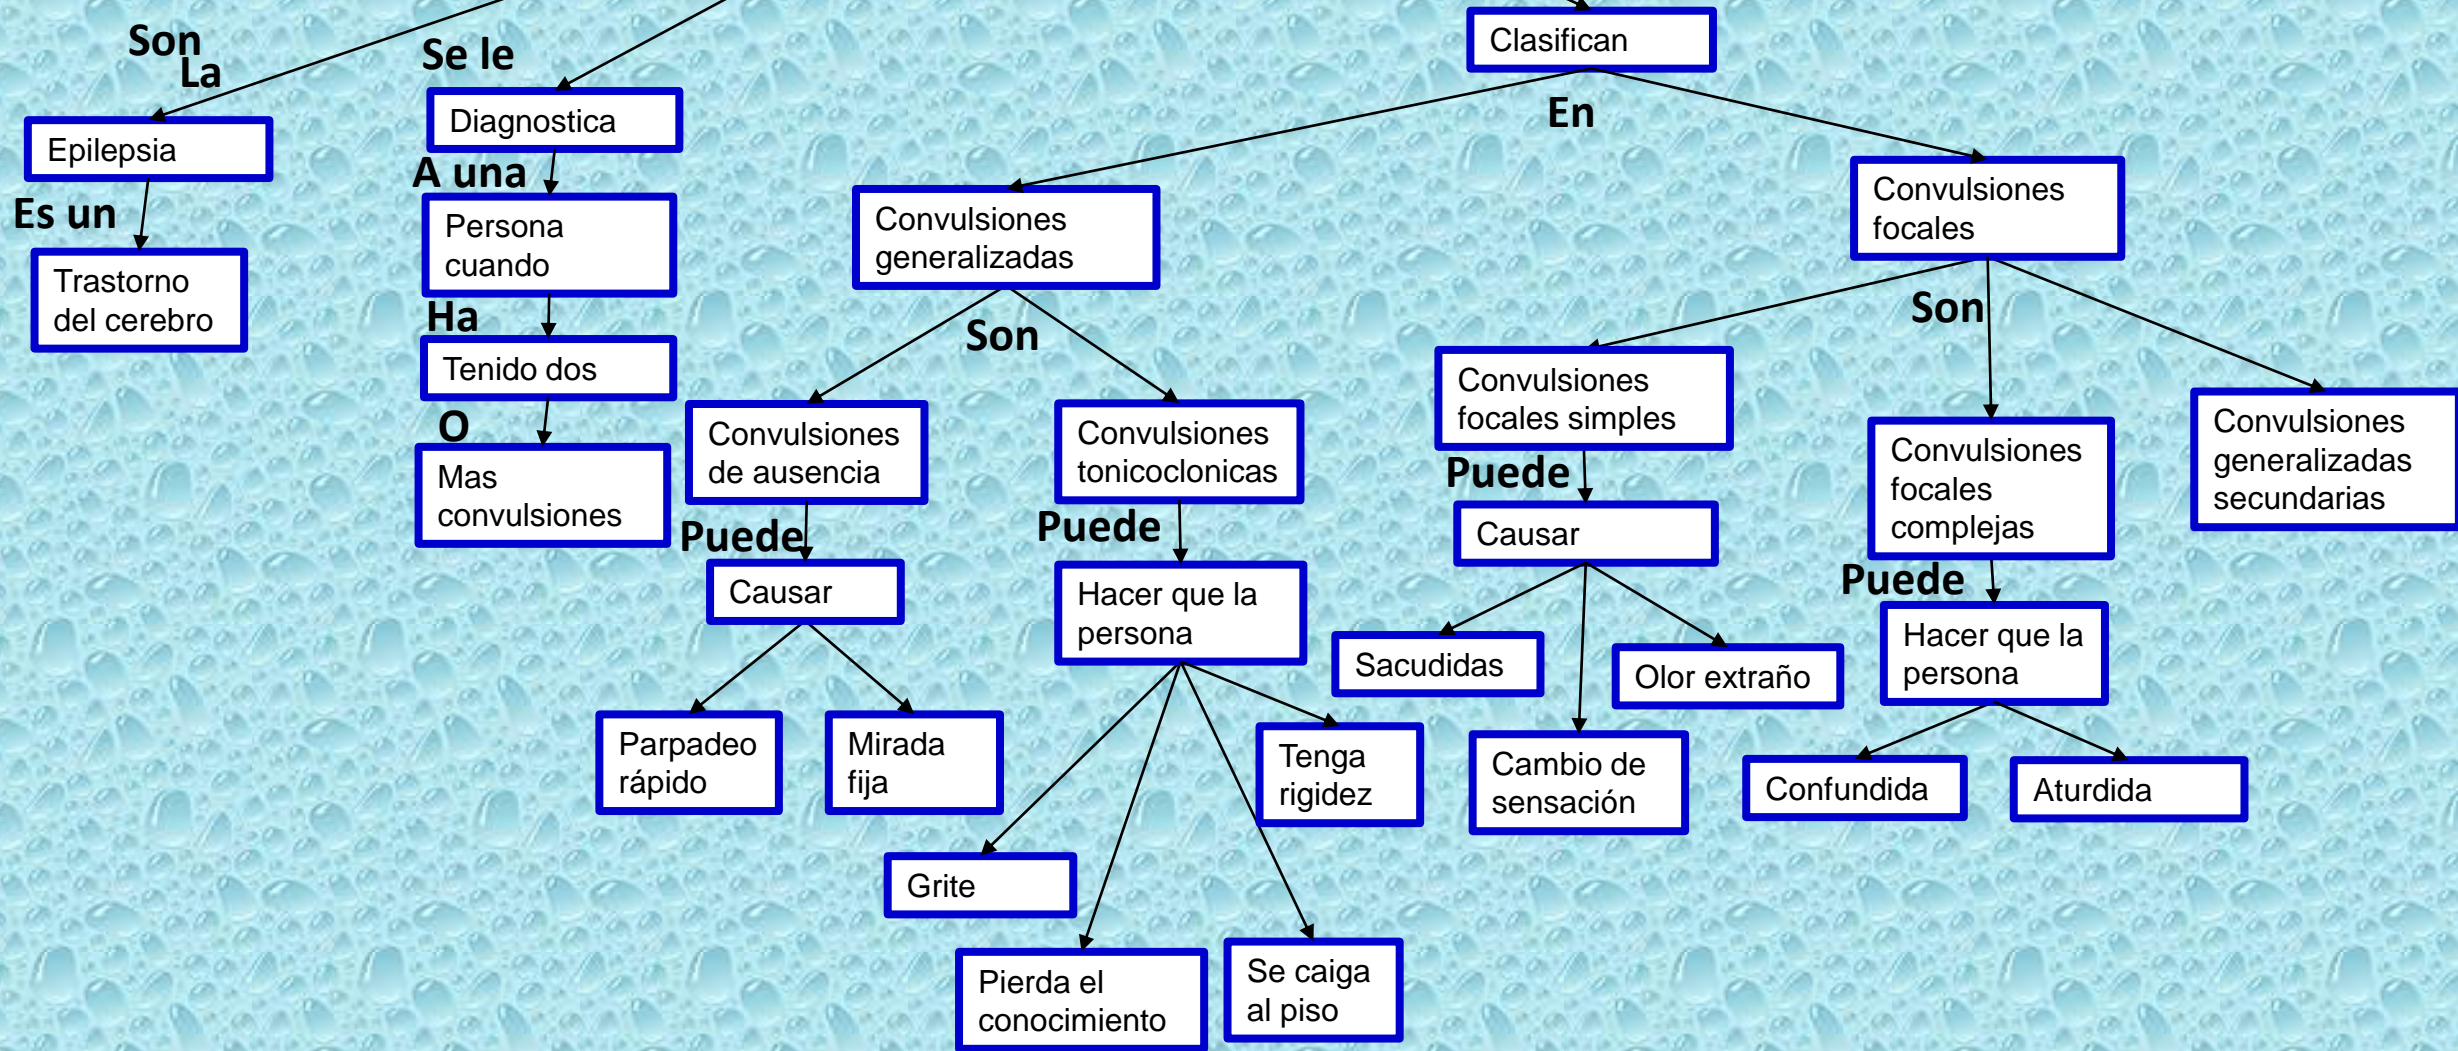 Son
La
Epilepsia
Es un
Trastorno
del cerebro
Se le
Diagnostica
A una
Persona
cuando
Ha
Tenido dos
O
Mas
convulsiones
Clasifican
En
Convulsiones
generalizadas
Son
Convulsiones
de ausencia
Puede
Causar
Parpadeo
rápido
Mirada
fija
Convulsiones
tonicoclonicas
Puede
Hacer que la
persona
Grite
Pierda el
conocimiento
Se caiga
al piso
Tenga
rigidez
Convulsiones
focales
Son
Convulsiones
focales simples
Puede
Causar
Sacudidas
Cambio de
sensación
Olor extraño
Convulsiones
focales
complejas
Puede
Hacer que la
persona
Confundida
Aturdida
Convulsiones
generalizadas
secundarias